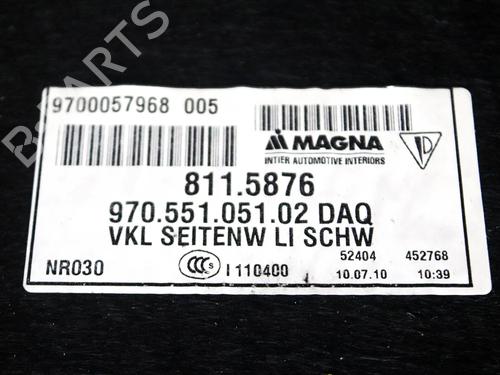 B-PARTS
9700057968 005
MAGNA
INTIER AUTOMOTIVE INTERIORS
811.5876
970.551.051.02 DAQ
VKL SEITENW LI SCHW
NR030
CCC S
I 110400
52404 452768
10.07.10 10:39